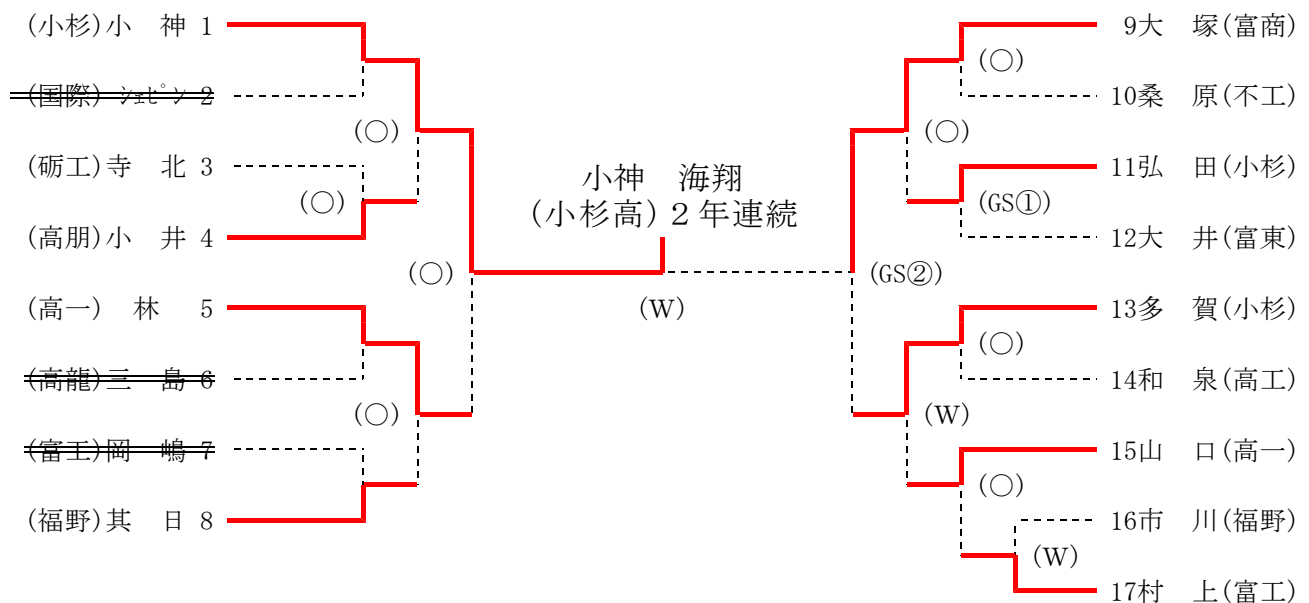 (小杉)小　神 1
(国際) シェピン 2
(○)
(砺工)寺　北 3
(○)
(高朋)小　井 4
(○)
(高一)　林　5
(高龍)三　島 6
(○)
(富工)岡　嶋 7
(福野)其　日 8
小神　海翔
(小杉高)２年連続
(W)
9大　塚(富商)
(○)
10桑　原(不工)
(○)
11弘　田(小杉)
(GS①)
12大　井(富東)
(GS②)
13多　賀(小杉)
(○)
14和　泉(高工)
(W)
15山　口(高一)
(○)
16市　川(福野)
(W)
17村　上(富工)